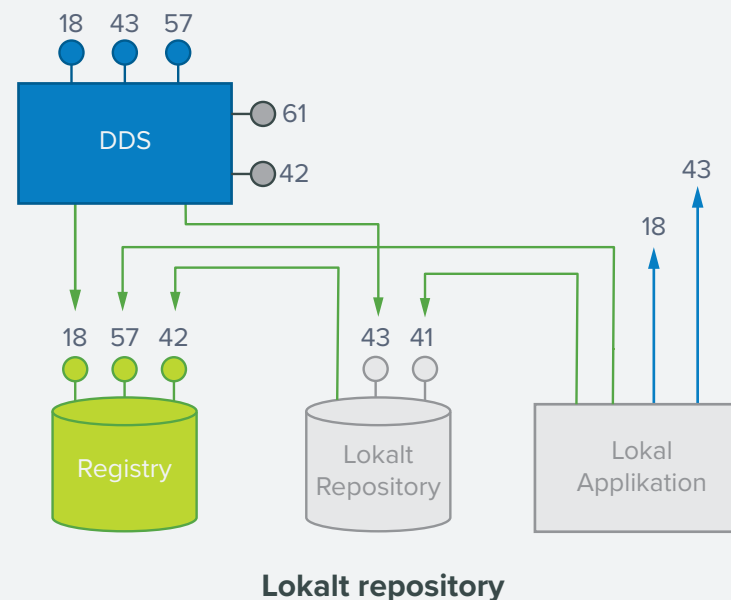 18 43 57
DDS
61
42
43
18
18 57 42
43 41
Registry
Lokalt
Repository
Lokal
Applikation
Lokalt repository